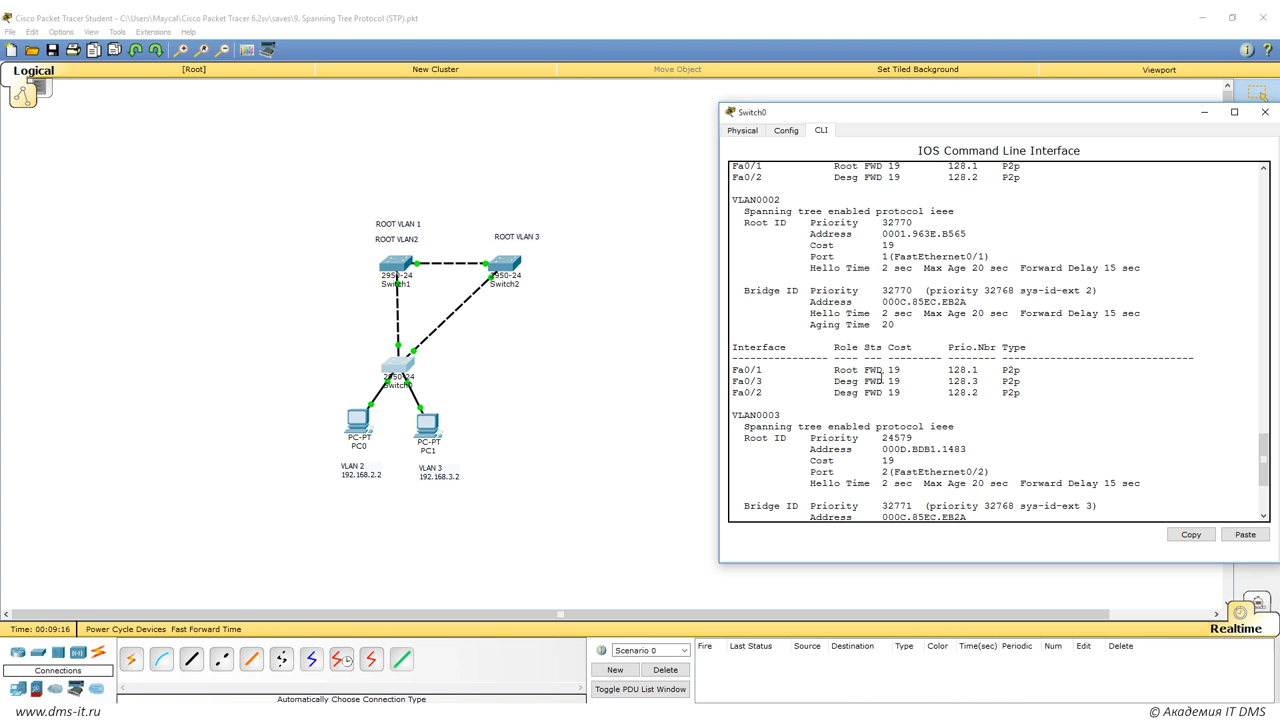 Cisco Packet Tracer Student - C:\Users\Maycal\Cisco Packet Tracer 6.2sv\saves\9. Spanning Tree Protocol (STP).pkt
File Edit Options View Tools Extensions Help
Logical [Root] New Cluster Move Object Set Tiled Background Viewport
ROOT VLAN 1
ROOT VLAN2
ROOT VLAN 3
2950-24
Switch1
2950-24
Switch2
2950-24
PC-PT
PC0
PC-PT
PC1
VLAN 2
192.168.2.2
VLAN 3
192.168.3.2
Switch0
Physical Config CLI
IOS Command Line Interface
Fa0/1 Root FWD 19 128.1 P2p
Fa0/2 Desg FWD 19 128.2 P2p
VLAN0002
Spanning tree enabled protocol ieee
Root ID Priority 32770
Address 0001.963E.B565
Cost 19
Port 1(FastEthernet0/1)
Hello Time 2 sec Max Age 20 sec Forward Delay 15 sec
Bridge ID Priority 32770 (priority 32768 sys-id-ext 2)
Address 000C.85EC.EB2A
Hello Time 2 sec Max Age 20 sec Forward Delay 15 sec
Aging Time 20
Interface Role Sts Cost Prio.Nbr Type
---------------- ---- --- --------- -------- --------------------------------
Fa0/1 Root FWD 19 128.1 P2p
Fa0/3 Desg FWD 19 128.3 P2p
Fa0/2 Desg FWD 19 128.2 P2p
VLAN0003
Spanning tree enabled protocol ieee
Root ID Priority 24579
Address 000D.BDB1.1483
Cost 19
Port 2(FastEthernet0/2)
Hello Time 2 sec Max Age 20 sec Forward Delay 15 sec
Bridge ID Priority 32771 (priority 32768 sys-id-ext 3)
Address 000C.85EC.EB2A
Copy Paste
Time: 00:09:16 Power Cycle Devices Fast Forward Time Realtime
Connections
Automatically Choose Connection Type
Scenario 0
New Delete
Toggle PDU List Window
Fire Last Status Source Destination Type Color Time(sec) Periodic Num Edit Delete
www.dms-it.ru
© Академия IT DMS